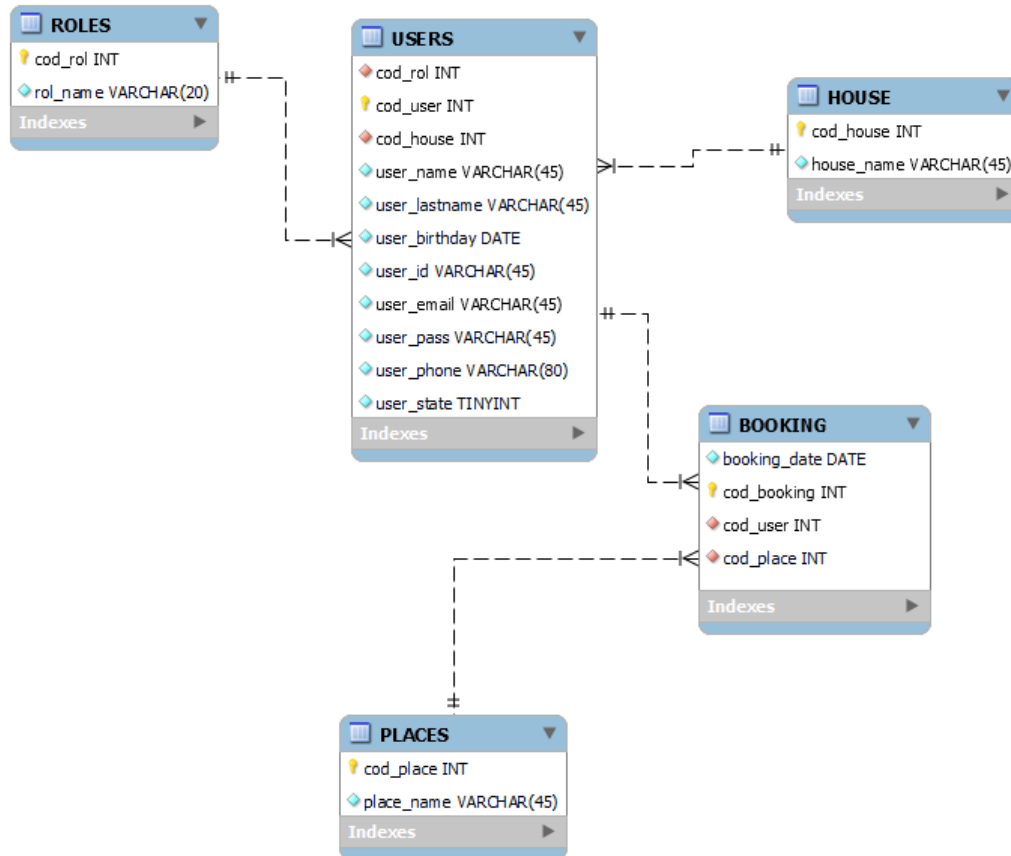 ROLES
cod_rol INT
rol_name VARCHAR(20)
Indexes
USERS
cod_rol INT
cod_user INT
cod_house INT
user_name VARCHAR(45)
user_lastname VARCHAR(45)
user_birthday DATE
user_id VARCHAR(45)
user_email VARCHAR(45)
user_pass VARCHAR(45)
user_phone VARCHAR(80)
user_state TINYINT
Indexes
HOUSE
cod_house INT
house_name VARCHAR(45)
Indexes
BOOKING
booking_date DATE
cod_booking INT
cod_user INT
cod_place INT
Indexes
PLACES
cod_place INT
place_name VARCHAR(45)
Indexes